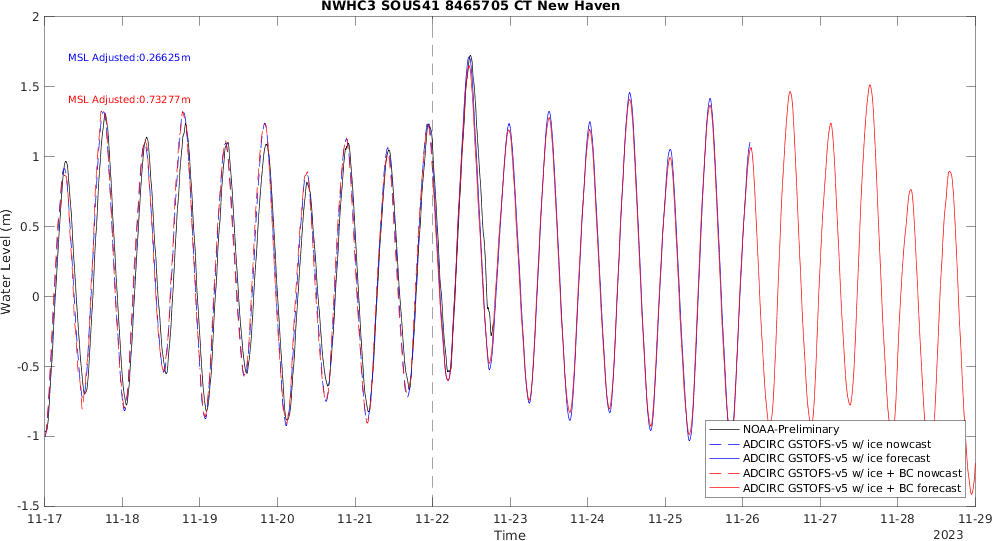 NWHC3 SOUS41 8465705 CT New Haven
2
MSL Adjusted:0.26625m
1.5
MSL Adjusted:0.73277m
1
0.5
Water Level (m)
0
-0.5
-1
-1.5
NOAA-Preliminary
ADCIRC GSTOFS-v5 w/ ice nowcast
ADCIRC GSTOFS-v5 w/ ice forecast
ADCIRC GSTOFS-v5 w/ ice + BC nowcast
ADCIRC GSTOFS-v5 w/ ice + BC forecast
11-17 11-18 11-19 11-20 11-21 11-22 11-23 11-24 11-25 11-26 11-27 11-28 11-29
Time
2023